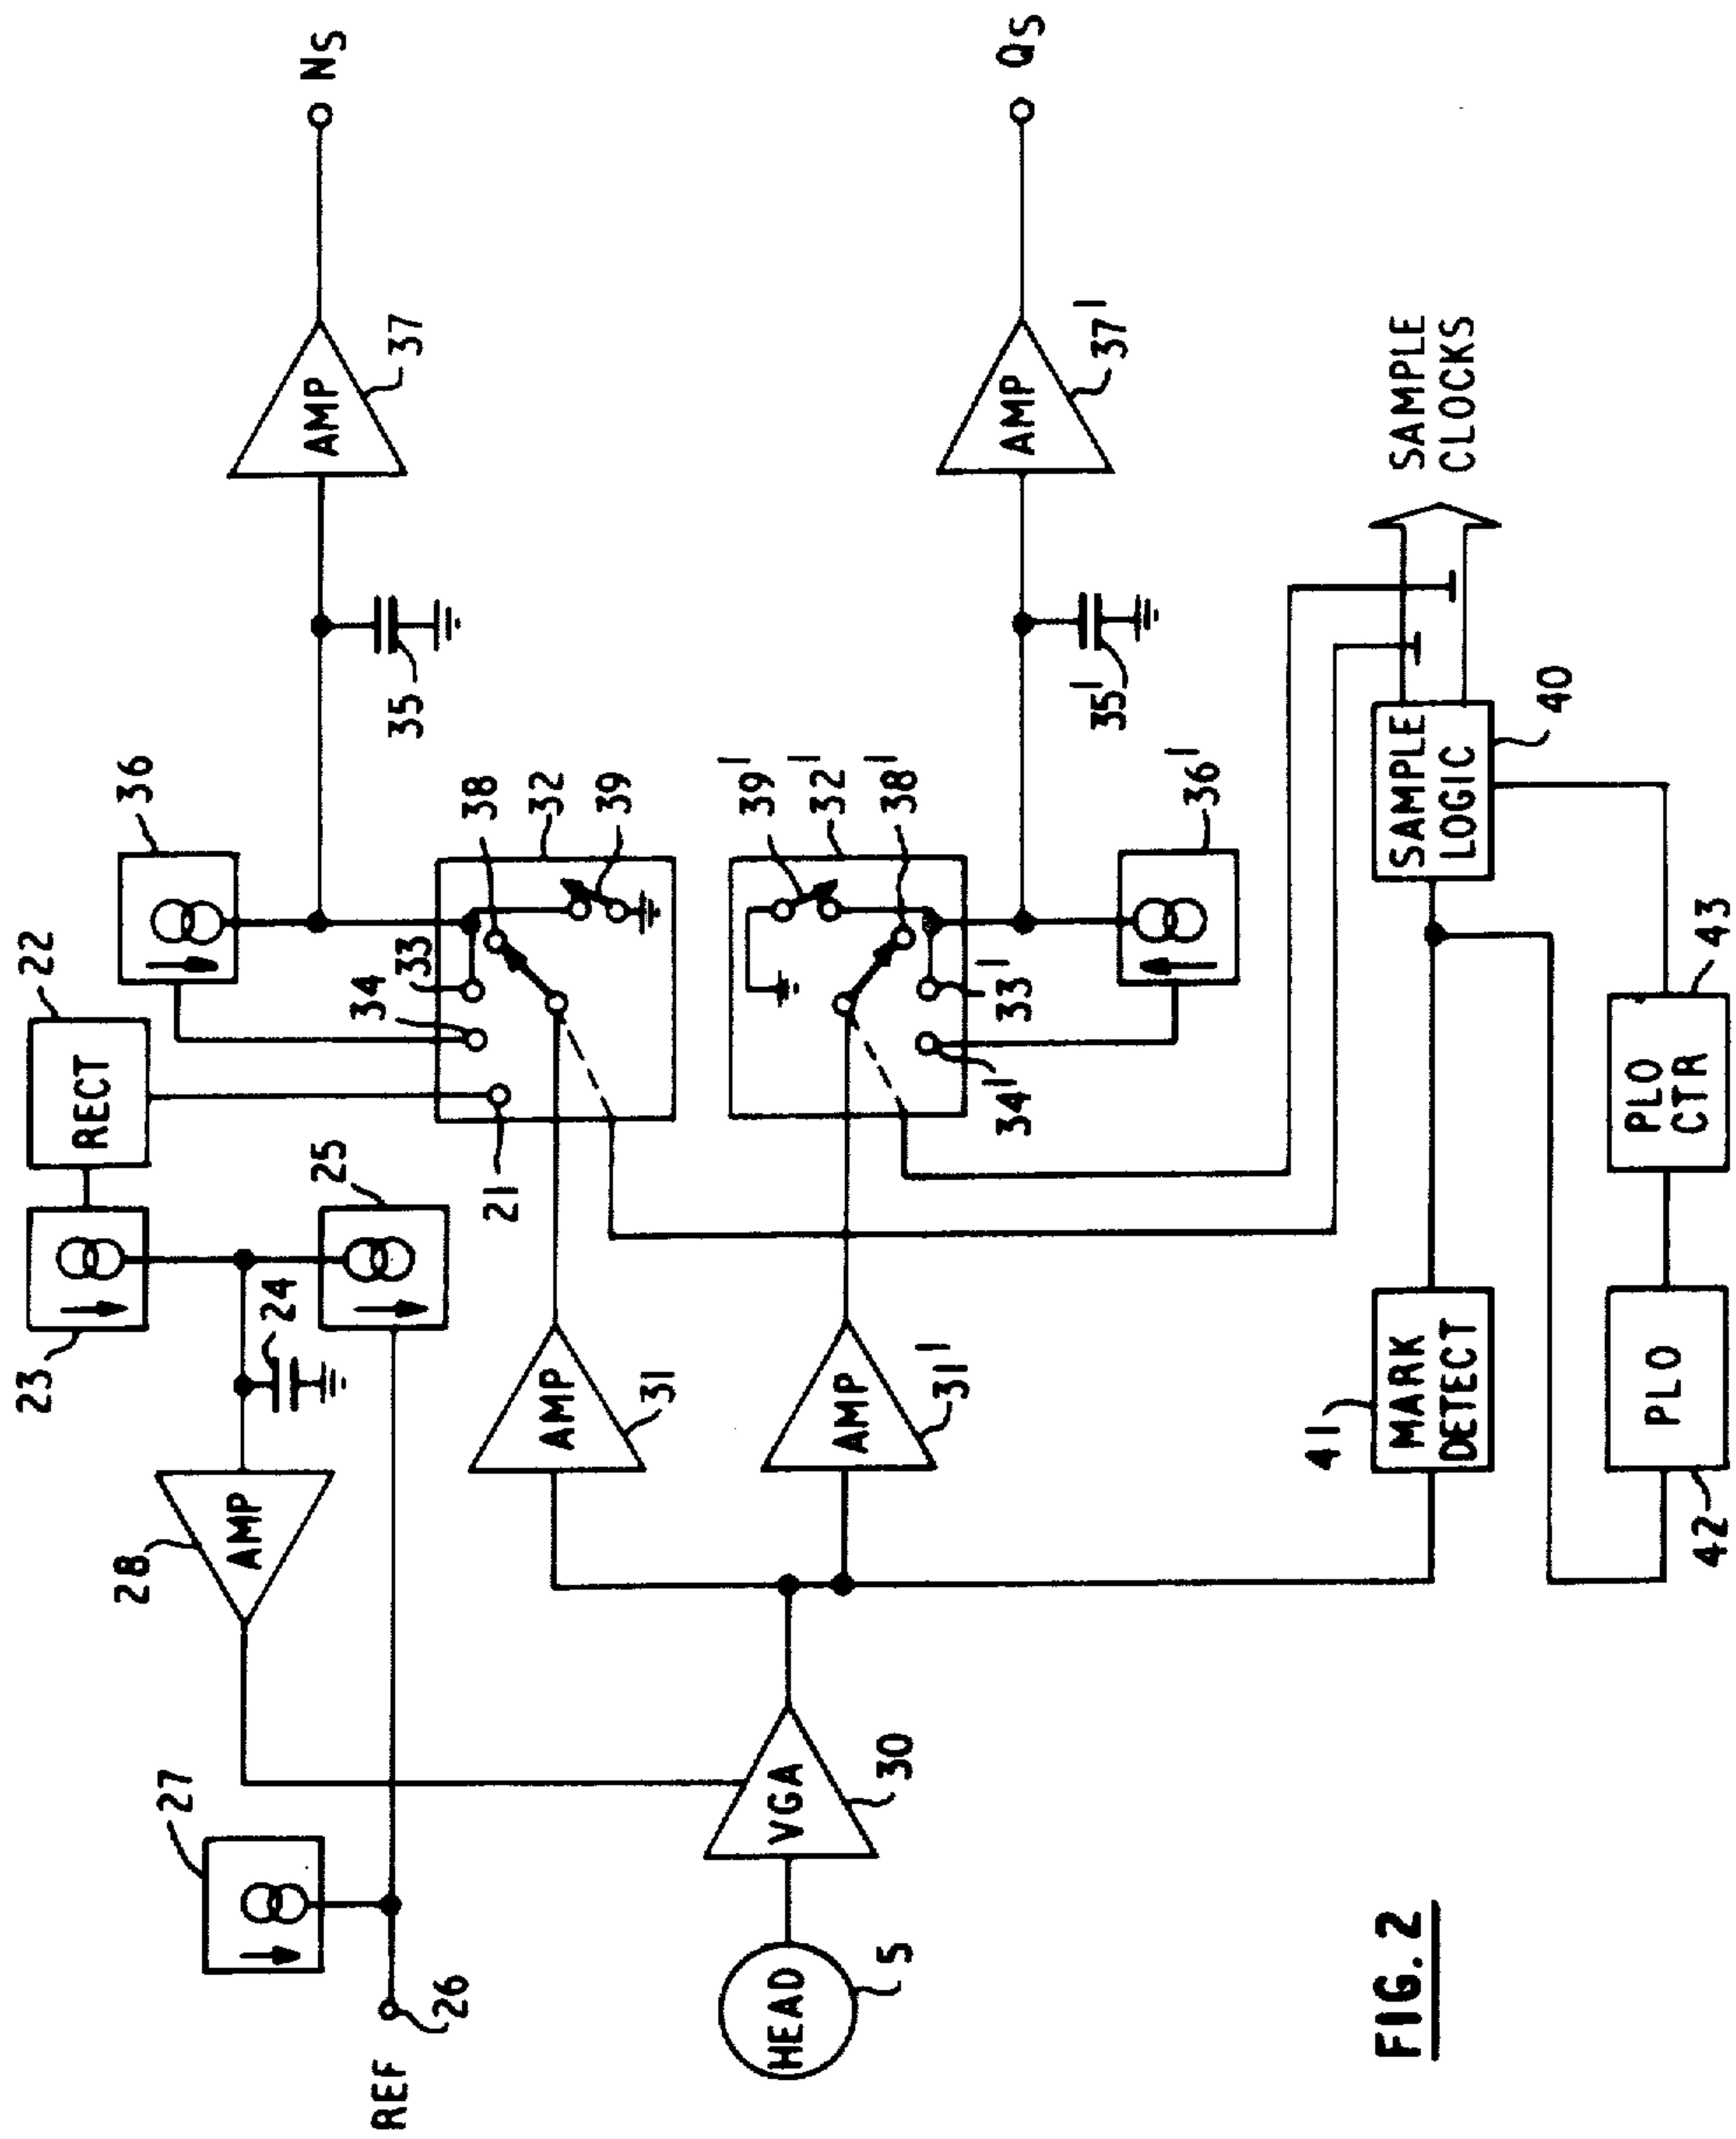 22
36
RECT
23
25
24
34
33
38
32
39
21
35
AMP
37
NS
27
28
AMP
REF
26
AMP
31
HEAD
5
VGA
30
AMP
31'
39'
32'
38'
33'
34'
36'
35'
AMP
37'
QS
41
MARK
DETECT
SAMPLE
LOGIC
40
SAMPLE
CLOCKS
42
PLO
PLO
CTR
43
FIG. 2